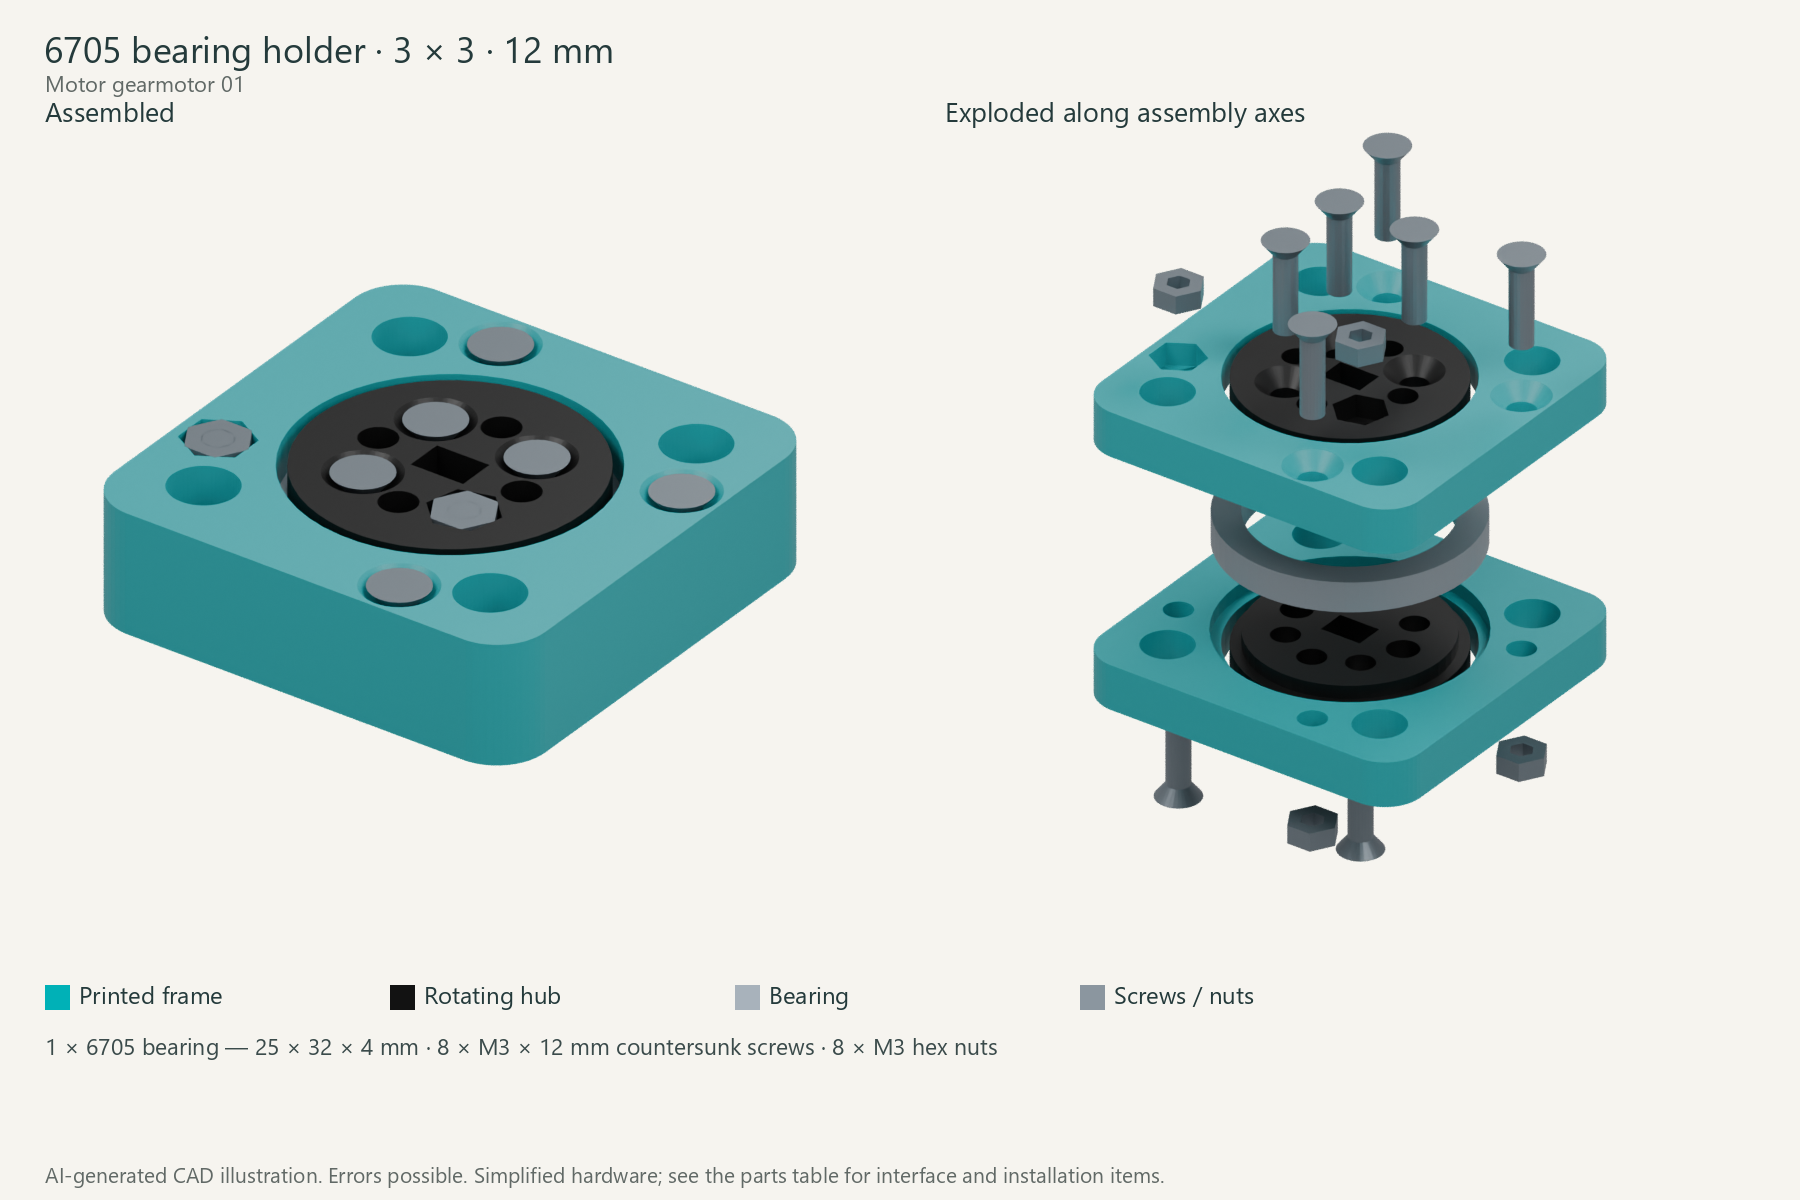 6705 bearing holder · 3 × 3 · 12 mm
Motor gearmotor 01
Assembled
Exploded along assembly axes
Printed frame
Rotating hub
Bearing
Screws / nuts
1 × 6705 bearing — 25 × 32 × 4 mm · 8 × M3 × 12 mm countersunk screws · 8 × M3 hex nuts
AI-generated CAD illustration. Errors possible. Simplified hardware; see the parts table for interface and installation items.